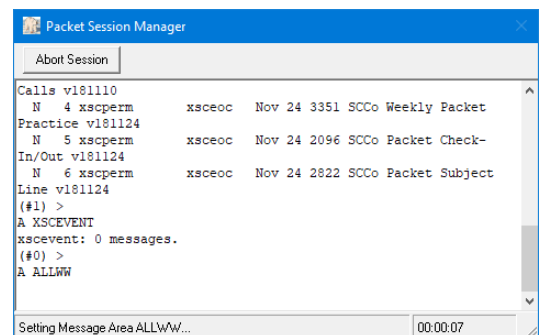 Packet Session Manager
Abort Session
Calls v181110
N 4 xscperm xsceoc Nov 24 3351 SCCo Weekly Packet
Practice v181124
N 5 xscperm xsceoc Nov 24 2096 SCCo Packet Check-
In/Out v181124
N 6 xscperm xsceoc Nov 24 2822 SCCo Packet Subject
Line v181124
(#1) >
A XSCEVENT
xscevent: 0 messages.
(#0) >
A ALLWW
Setting Message Area ALLWW...
00:00:07